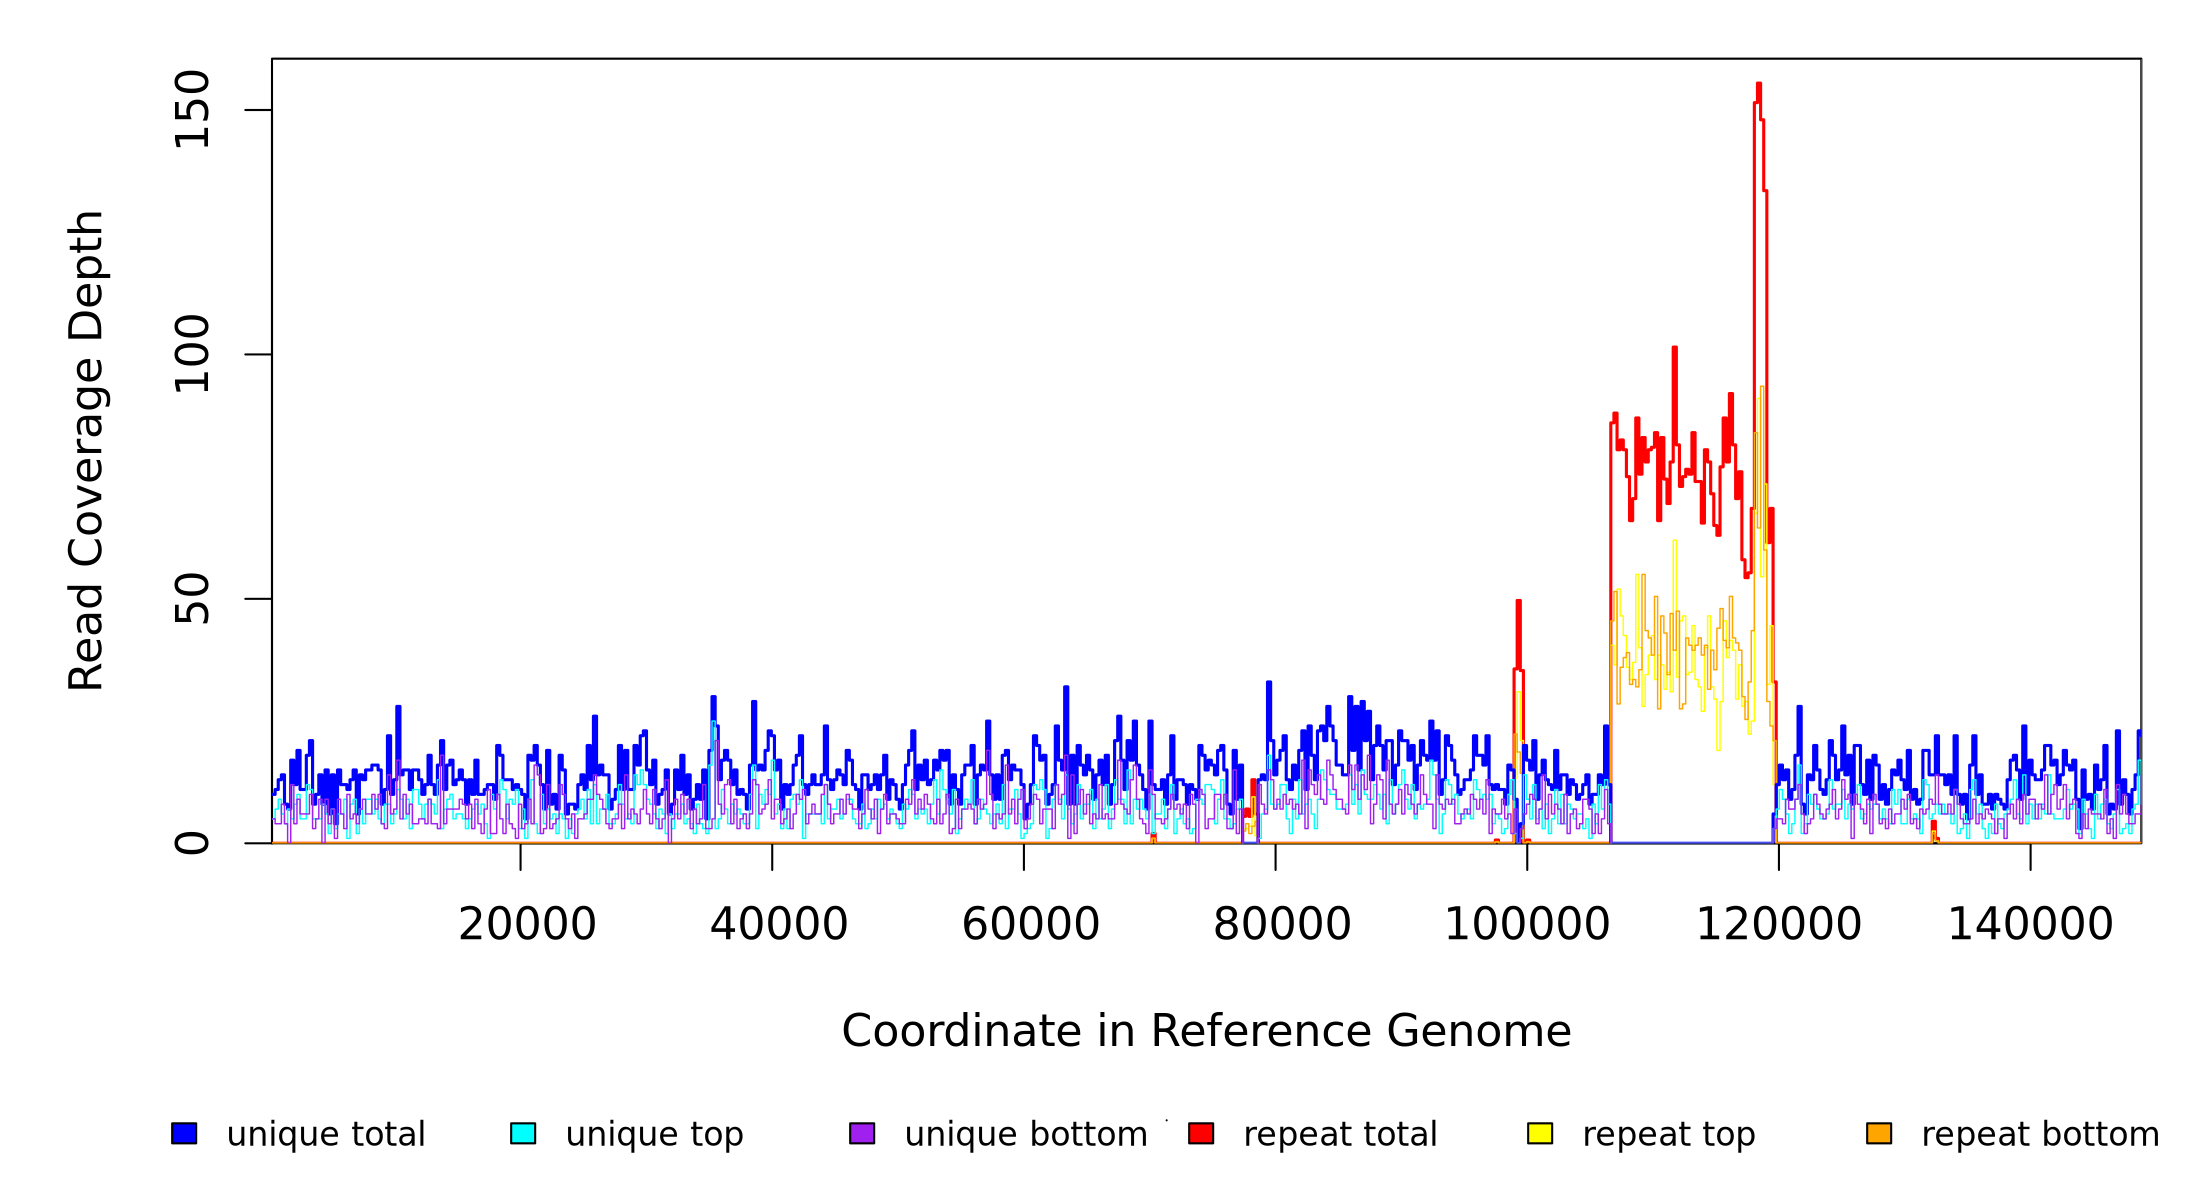 Read Coverage Depth
150
100
50
0
20000 40000 60000 80000 100000 120000 140000
Coordinate in Reference Genome
unique total unique top unique bottom repeat total repeat top repeat bottom